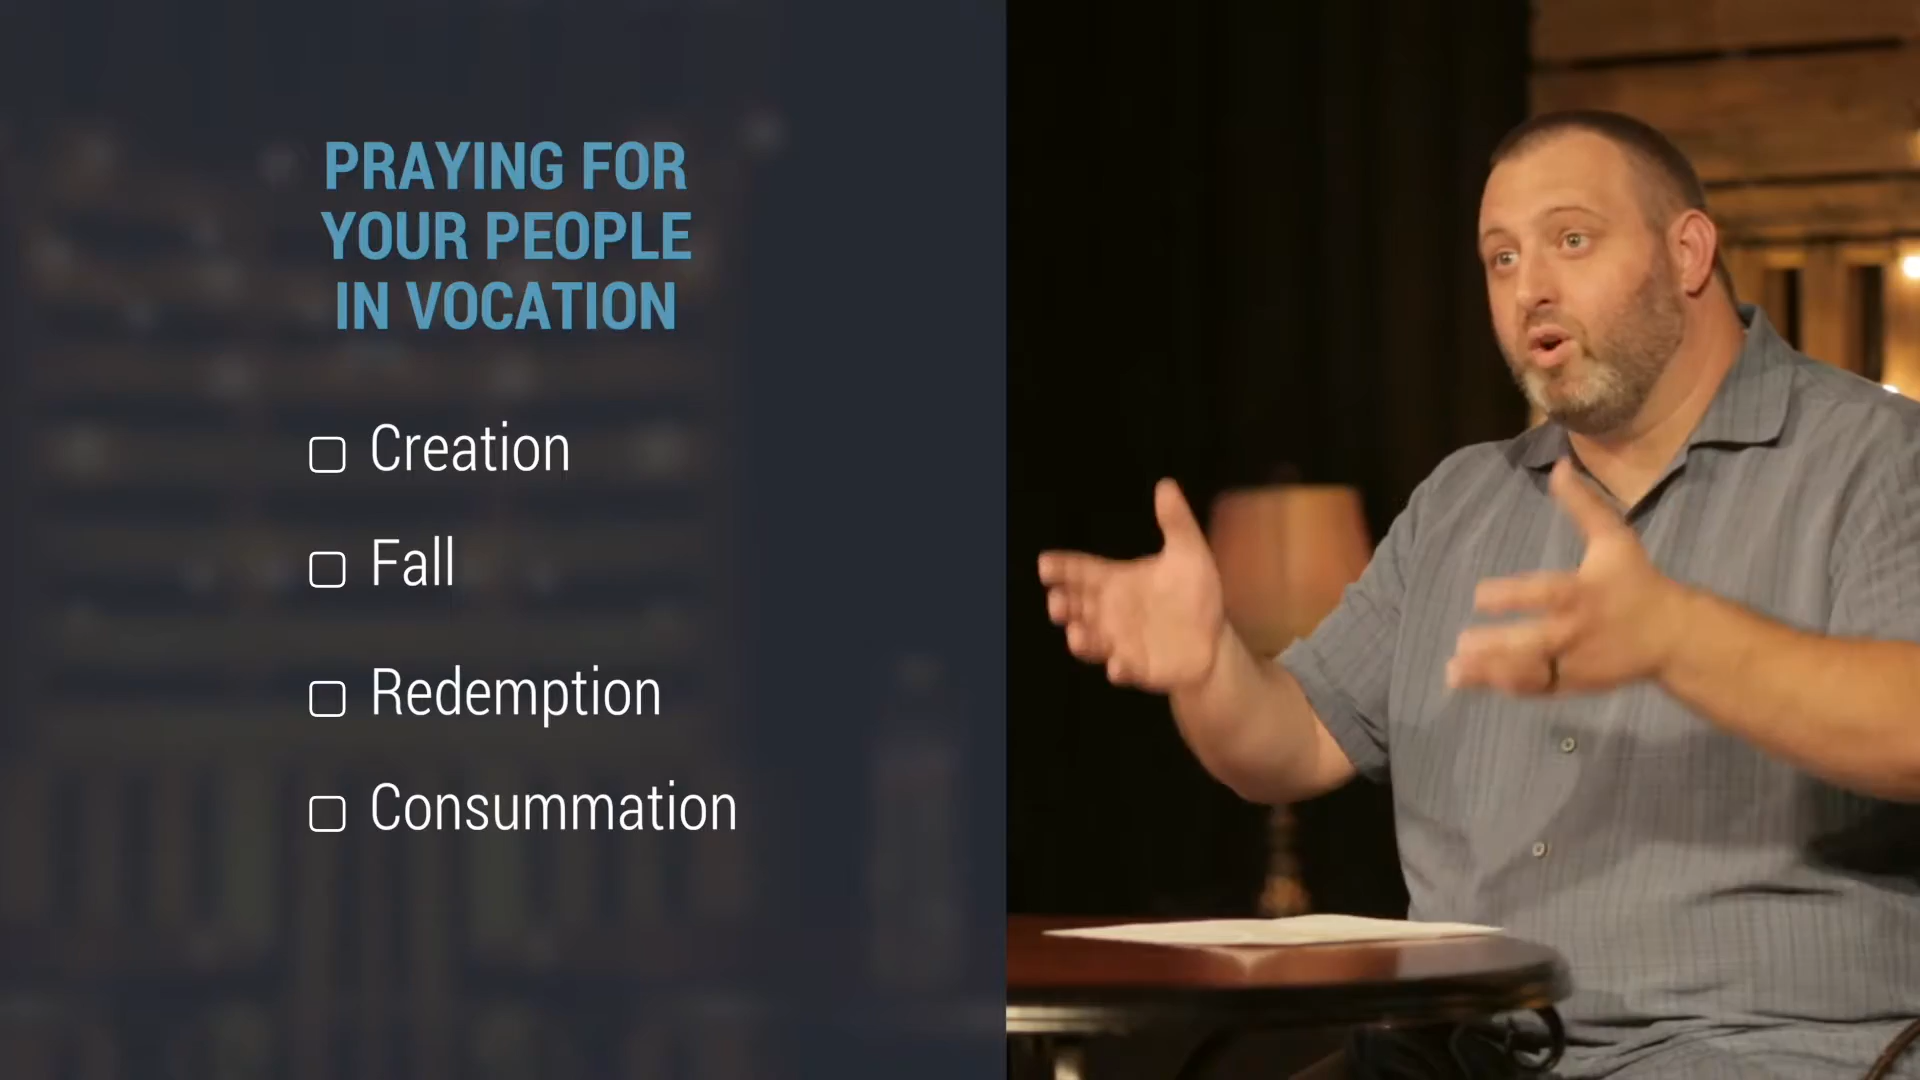 PRAYING FOR
YOUR PEOPLE
IN VOCATION
Creation
Fall
Redemption
Consummation